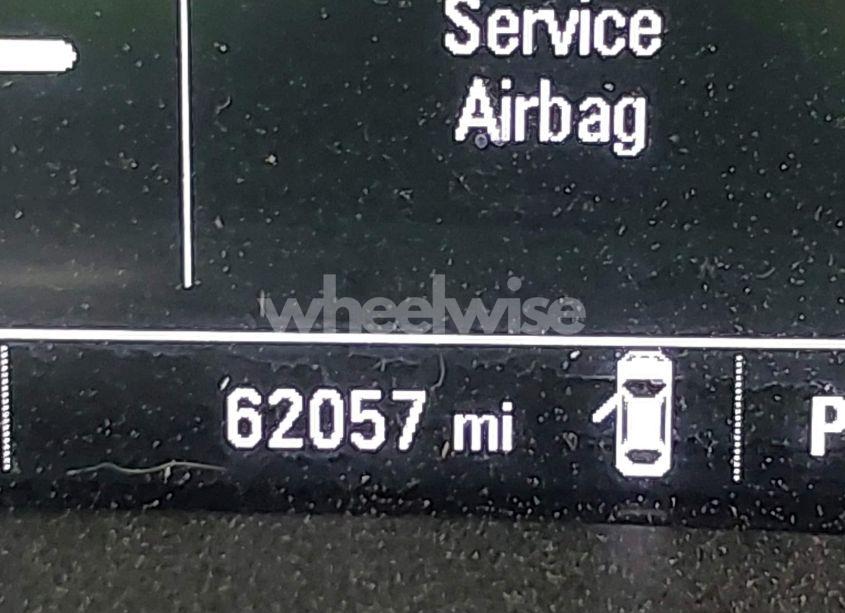 Service
Airbag
wheelwise
62057 mi
P